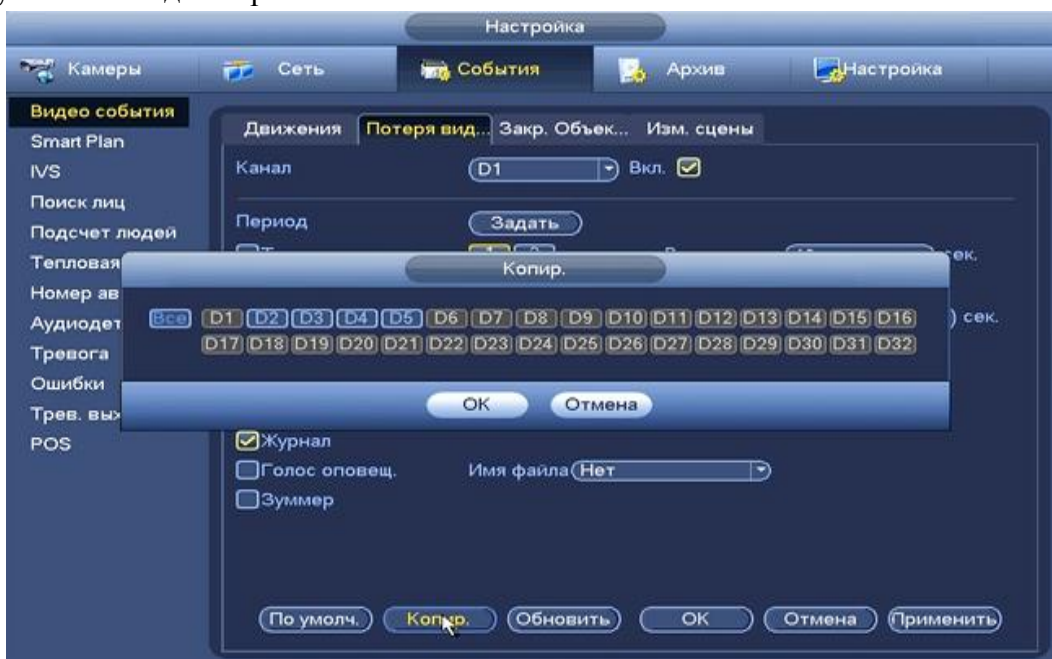 Настройка
Камеры Сеть События Архив Настройка
Видео события
Smart Plan
IVS
Поиск лиц
Подсчет людей
Тепловая
Номер ав
Аудиодет
Тревога
Ошибки
Трев. вых
POS
Движения Потеря вид... Закр. Объек... Изм. сцены
Канал D1 Вкл.
Период Задать
сек.
Копир.
Все D1 D2 D3 D4 D5 D6 D7 D8 D9 D10 D11 D12 D13 D14 D15 D16
) сек.
D17 D18 D19 D20 D21 D22 D23 D24 D25 D26 D27 D28 D29 D30 D31 D32
OK Отмена
Журнал
Голос оповещ. Имя файла Нет
Зуммер
По умолч. Копир. Обновить OK Отмена Применить